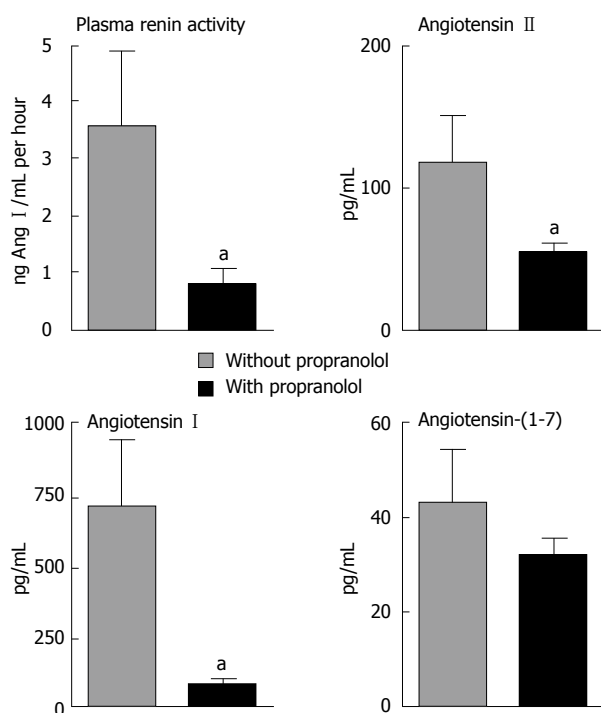 Plasma renin activity
5
4
3
2
1
0
ng Ang Ⅰ /mL per hour
a
Angiotensin Ⅱ
200
100
0
pg/mL
a
Without propranolol
With propranolol
Angiotensin Ⅰ
1000
750
500
250
0
pg/mL
a
Angiotensin-(1-7)
60
40
20
0
pg/mL